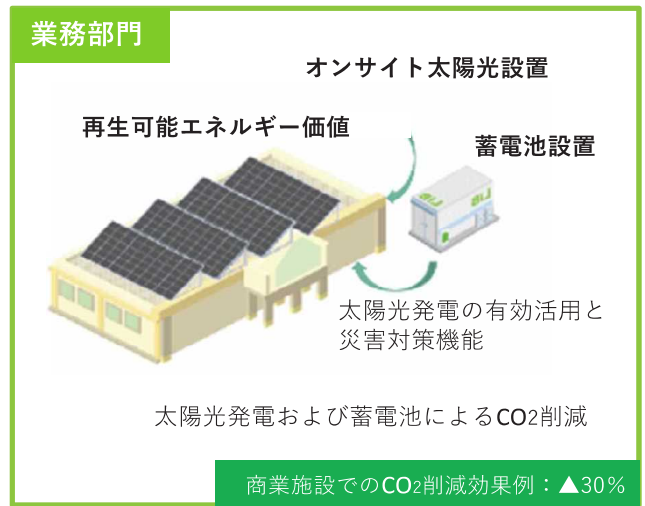 業務部門
オンサイト太陽光設置
再生可能エネルギー価値
蓄電池設置
太陽光発電の有効活用と
災害対策機能
太陽光発電および蓄電池によるCO2削減
商業施設でのCO2削減効果例：▲30%